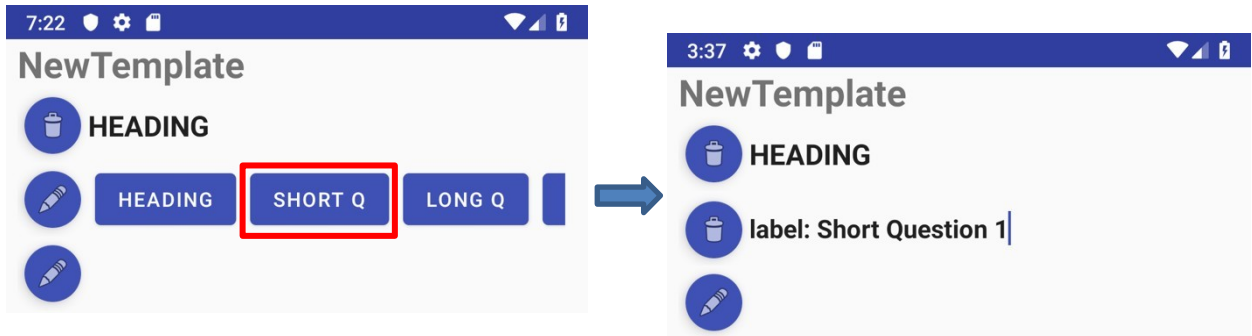 7:22
NewTemplate
HEADING
HEADING SHORT Q LONG Q
3:37
NewTemplate
HEADING
label: Short Question 1